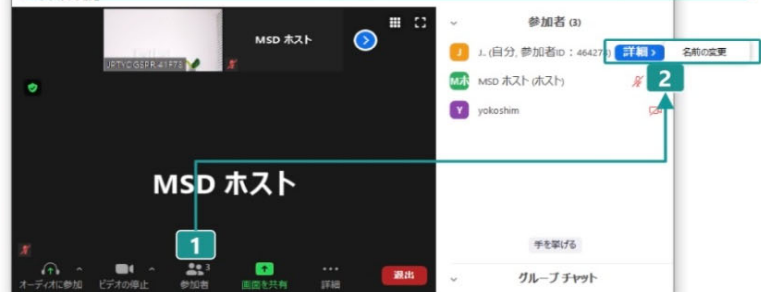 MSD ホスト
参加者 (3)
J
J. (自分, 参加者ID：464273)
詳細 >
名前の変更
M木
MSD ホスト (ホスト)
2
Y
yokoshim
MSD ホスト
1
手を挙げる
オーディオに参加
ビデオの停止
3
参加者
画面を共有
詳細
退出
グループ チャット